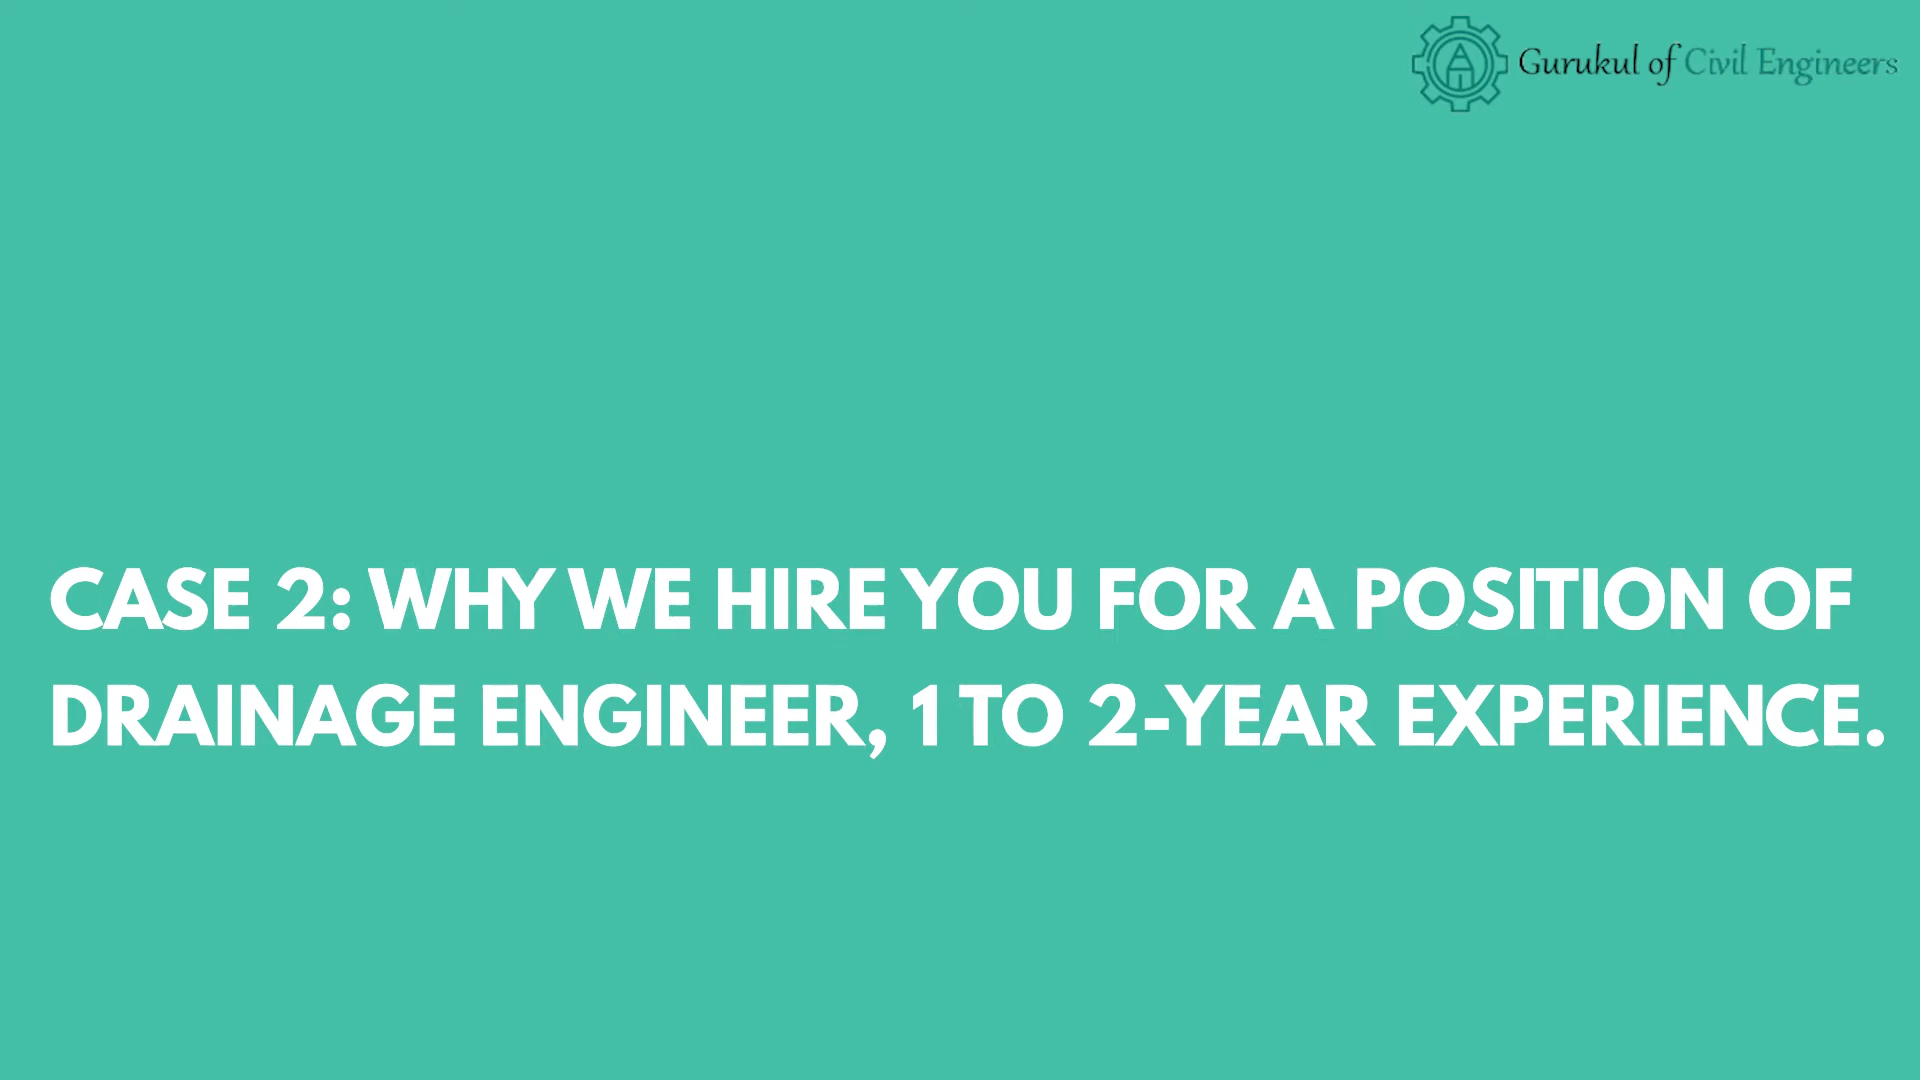 Gurukul of Civil Engineers
CASE 2: WHY WE HIRE YOU FOR A POSITION OF
DRAINAGE ENGINEER, 1 TO 2-YEAR EXPERIENCE.